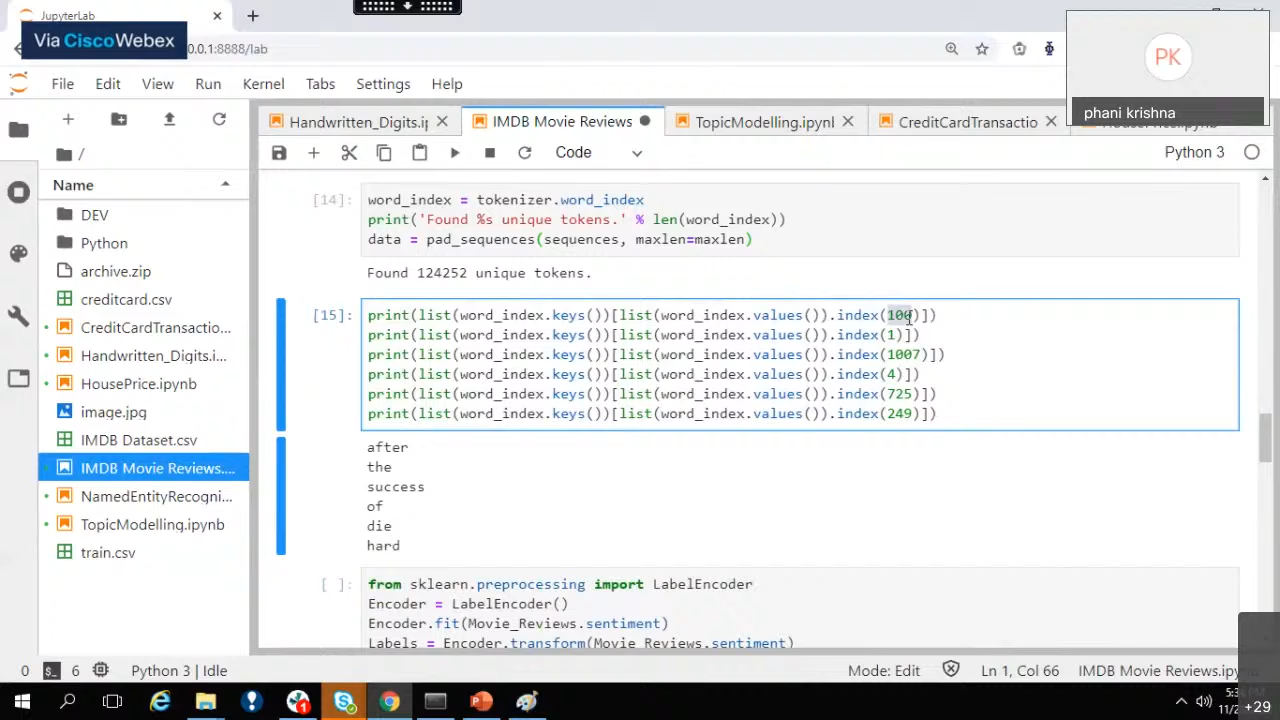 JupyterLab
Via CiscoWebex
0.0.1:8888/lab
PK
phani krishna
File Edit View Run Kernel Tabs Settings Help
Handwritten_Digits.i
IMDB Movie Reviews
TopicModelling.ipynb
CreditCardTransactio
Code
Python 3
/
Name
DEV
Python
archive.zip
creditcard.csv
CreditCardTransactio...
Handwritten_Digits.i...
HousePrice.ipynb
image.jpg
IMDB Dataset.csv
IMDB Movie Reviews....
NamedEntityRecogni...
TopicModelling.ipynb
train.csv
[14]:
word_index = tokenizer.word_index
print('Found %s unique tokens.' % len(word_index))
data = pad_sequences(sequences, maxlen=maxlen)
Found 124252 unique tokens.
[15]:
print(list(word_index.keys())[list(word_index.values()).index(100)])
print(list(word_index.keys())[list(word_index.values()).index(1)])
print(list(word_index.keys())[list(word_index.values()).index(1007)])
print(list(word_index.keys())[list(word_index.values()).index(4)])
print(list(word_index.keys())[list(word_index.values()).index(725)])
print(list(word_index.keys())[list(word_index.values()).index(249)])
after
the
success
of
die
hard
[ ]:
from sklearn.preprocessing import LabelEncoder
Encoder = LabelEncoder()
Encoder.fit(Movie_Reviews.sentiment)
Labels = Encoder.transform(Movie_Reviews.sentiment)
0 6 Python 3 | Idle
Mode: Edit Ln 1, Col 66 IMDB Movie Reviews.ipy
1
+29